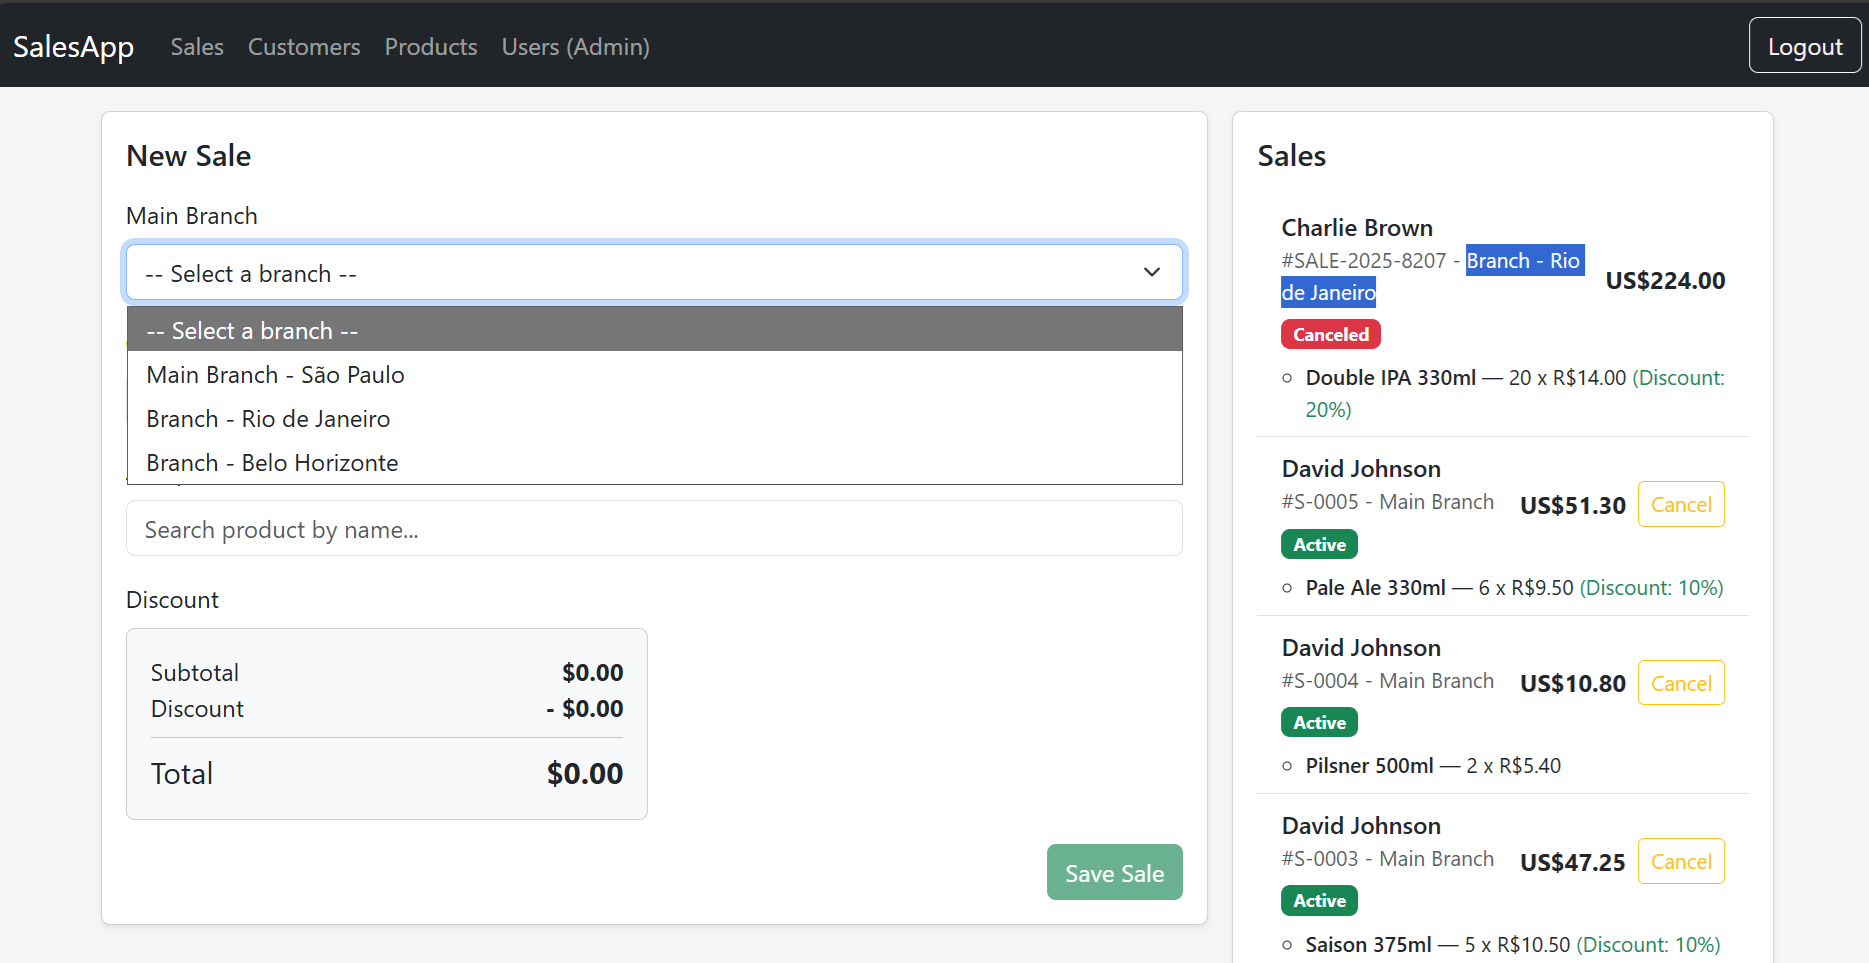 SalesApp Sales Customers Products Users (Admin) Logout
New Sale
Main Branch
-- Select a branch --
-- Select a branch --
Main Branch - São Paulo
Branch - Rio de Janeiro
Branch - Belo Horizonte
Search product by name...
Discount
Subtotal $0.00
Discount - $0.00
Total $0.00
Save Sale
Sales
Charlie Brown
#SALE-2025-8207 - Branch - Rio
de Janeiro
US$224.00
Canceled
Double IPA 330ml — 20 x R$14.00 (Discount:
20%)
David Johnson
#S-0005 - Main Branch US$51.30 Cancel
Active
Pale Ale 330ml — 6 x R$9.50 (Discount: 10%)
David Johnson
#S-0004 - Main Branch US$10.80 Cancel
Active
Pilsner 500ml — 2 x R$5.40
David Johnson
#S-0003 - Main Branch US$47.25 Cancel
Active
Saison 375ml — 5 x R$10.50 (Discount: 10%)